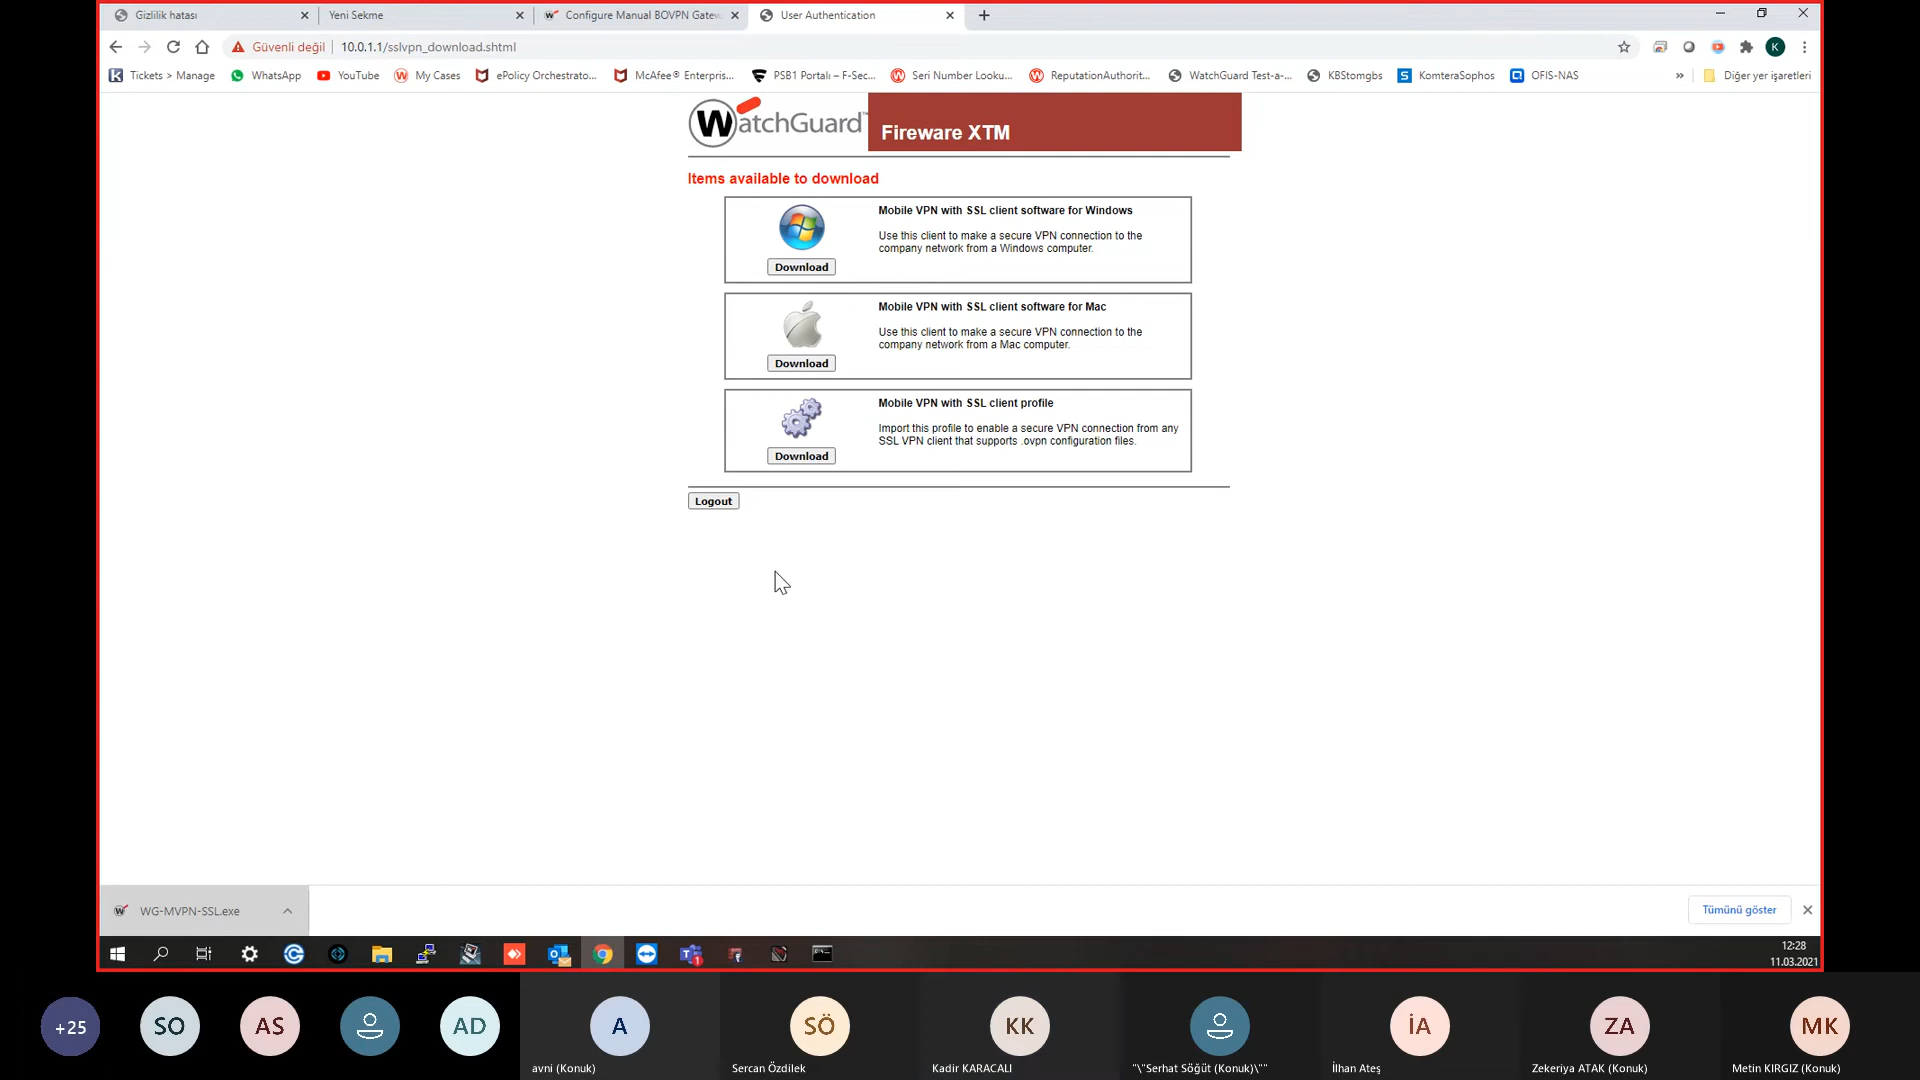 Gizlilik hatası
Yeni Sekme
Configure Manual BOVPN Gatew
User Authentication
Güvenli değil
10.0.1.1/sslvpn_download.shtml
K
Tickets > Manage
WhatsApp
YouTube
My Cases
ePolicy Orchestrato...
McAfee® Enterpris...
PSB1 Portalı – F-Sec...
Seri Number Looku...
ReputationAuthorit...
WatchGuard Test-a-...
KBStomgbs
KomteraSophos
OFIS-NAS
»
Diğer yer işaretleri
WatchGuard
Fireware XTM
Items available to download
Mobile VPN with SSL client software for Windows
Use this client to make a secure VPN connection to the
company network from a Windows computer.
Download
Mobile VPN with SSL client software for Mac
Use this client to make a secure VPN connection to the
company network from a Mac computer.
Download
Mobile VPN with SSL client profile
Import this profile to enable a secure VPN connection from any
SSL VPN client that supports .ovpn configuration files.
Download
Logout
WG-MVPN-SSL.exe
Tümünü göster
12:28
11.03.2021
+25
SO
AS
AD
A
SÖ
KK
İA
ZA
MK
avni (Konuk)
Sercan Özdilek
Kadir KARACALI
"\"Serhat Söğüt (Konuk)\""
İlhan Ateş
Zekeriya ATAK (Konuk)
Metin KIRGIZ (Konuk)